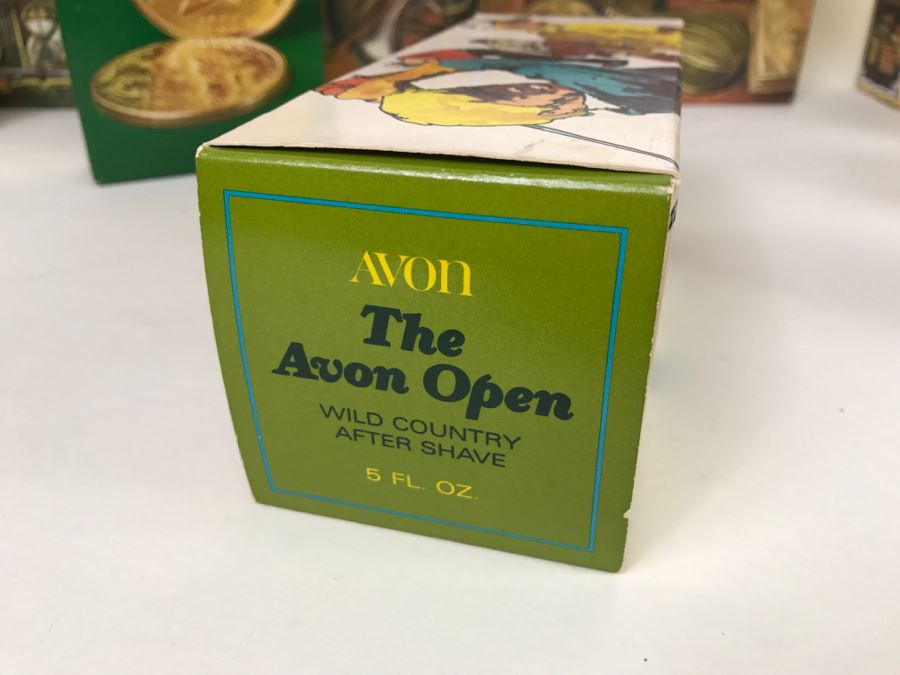 AVON
The
Avon Open
WILD COUNTRY
AFTER SHAVE
5 FL. OZ.